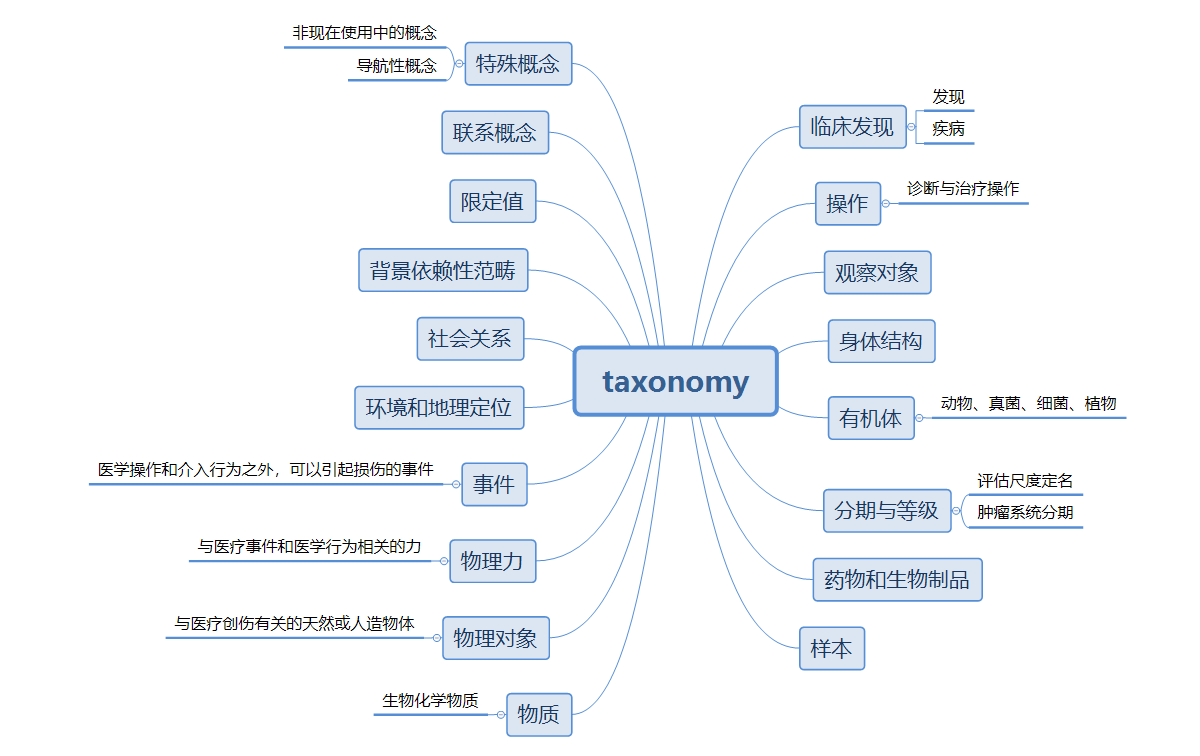 非现在使用中的概念
导航性概念
特殊概念
联系概念
限定值
背景依赖性范畴
社会关系
环境和地理定位
医学操作和介入行为之外，可以引起损伤的事件
事件
与医疗事件和医学行为相关的力
物理力
与医疗创伤有关的天然或人造物体
物理对象
生物化学物质
物质
taxonomy
临床发现
发现
疾病
操作
诊断与治疗操作
观察对象
身体结构
有机体
动物、真菌、细菌、植物
分期与等级
评估尺度定名
肿瘤系统分期
药物和生物制品
样本